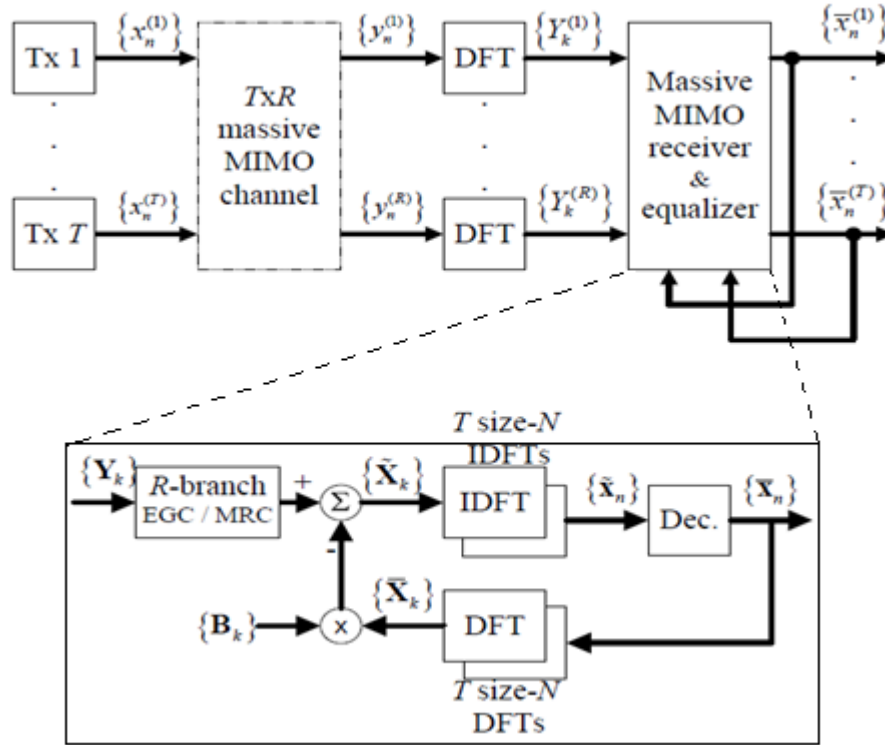 {x_n^(1)} {y_n^(1)} {Y_k^(1)} {x̅_n^(1)}
Tx 1 DFT
TxR
massive
MIMO
channel
Massive
MIMO
receiver
&
equalizer
{x_n^(T)} {y_n^(R)} {Y_k^(R)} {x̅_n^(T)}
Tx T DFT
T size-N
IDFTs
{Y_k} + {X̃_k} {x̃_n} {x̅_n}
R-branch
EGC / MRC
Σ IDFT Dec.
-
{X̅_k}
{B_k} x DFT
T size-N
DFTs